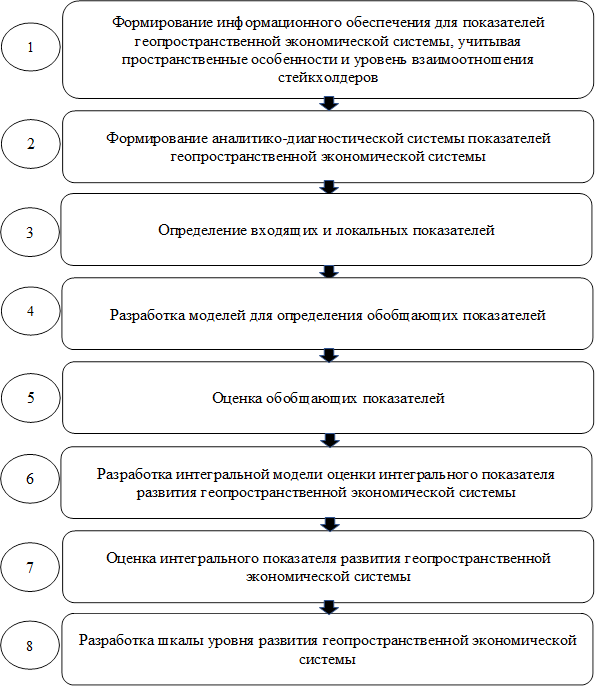 1
Формирование информационного обеспечения для показателей
геопространственной экономической системы, учитывая
пространственные особенности и уровень взаимоотношения
стейкхолдеров
2
Формирование аналитико-диагностической системы показателей
геопространственной экономической системы
3
Определение входящих и локальных показателей
4
Разработка моделей для определения обобщающих показателей
5
Оценка обобщающих показателей
6
Разработка интегральной модели оценки интегрального показателя
развития геопространственной экономической системы
7
Оценка интегрального показателя развития геопространственной
экономической системы
8
Разработка шкалы уровня развития геопространственной экономической
системы